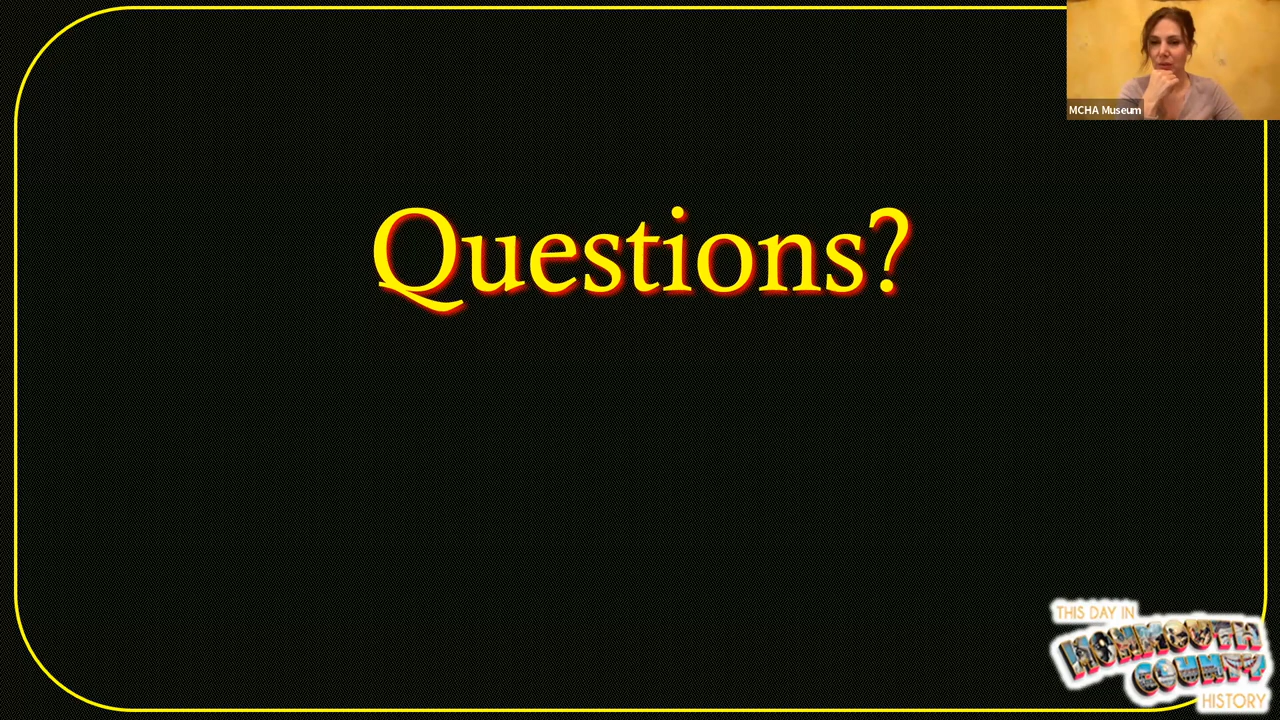 MCHA Museum
Questions?
THIS DAY IN
MONMOUTH
COUNTY
HISTORY